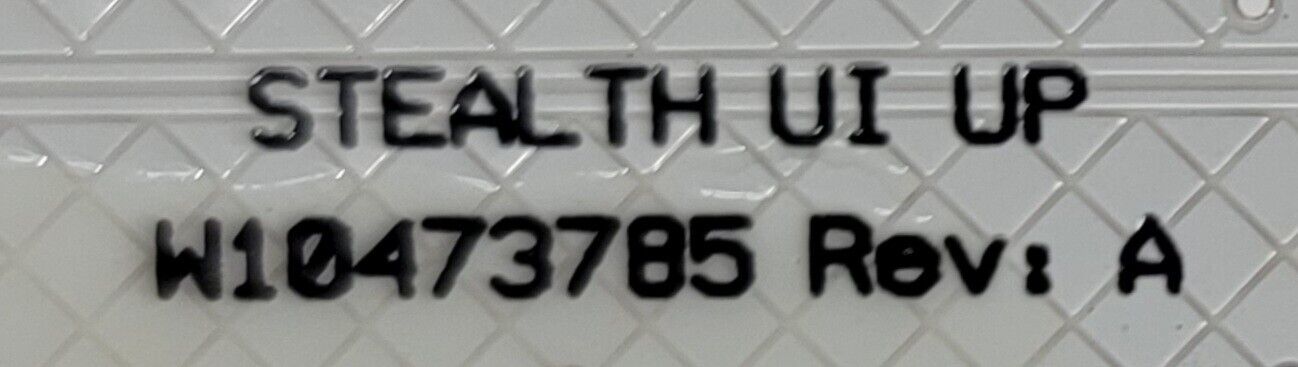 STEALTH UI UP
W10473785 Rev: A